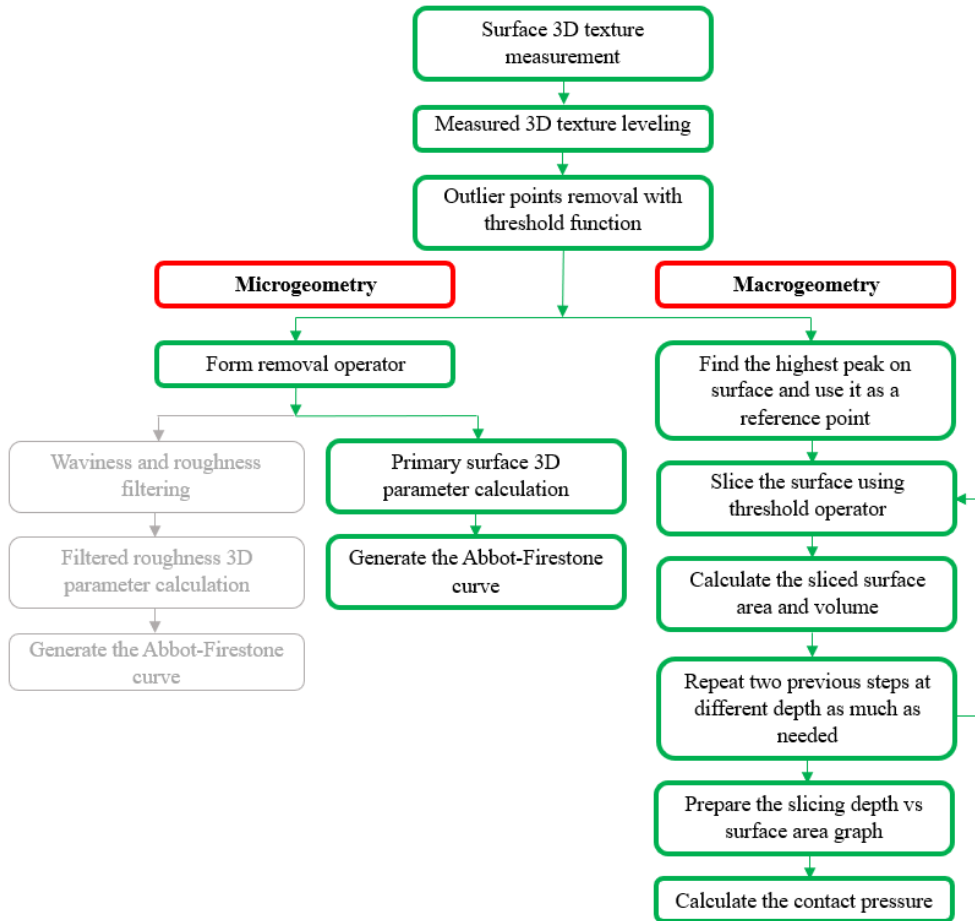 Surface 3D texture
measurement
Measured 3D texture leveling
Outlier points removal with
threshold function
Microgeometry
Macrogeometry
Form removal operator
Find the highest peak on
surface and use it as a
reference point
Waviness and roughness
filtering
Primary surface 3D
parameter calculation
Slice the surface using
threshold operator
Filtered roughness 3D
parameter calculation
Generate the Abbot-Firestone
curve
Calculate the sliced surface
area and volume
Generate the Abbot-Firestone
curve
Repeat two previous steps at
different depth as much as
needed
Prepare the slicing depth vs
surface area graph
Calculate the contact pressure